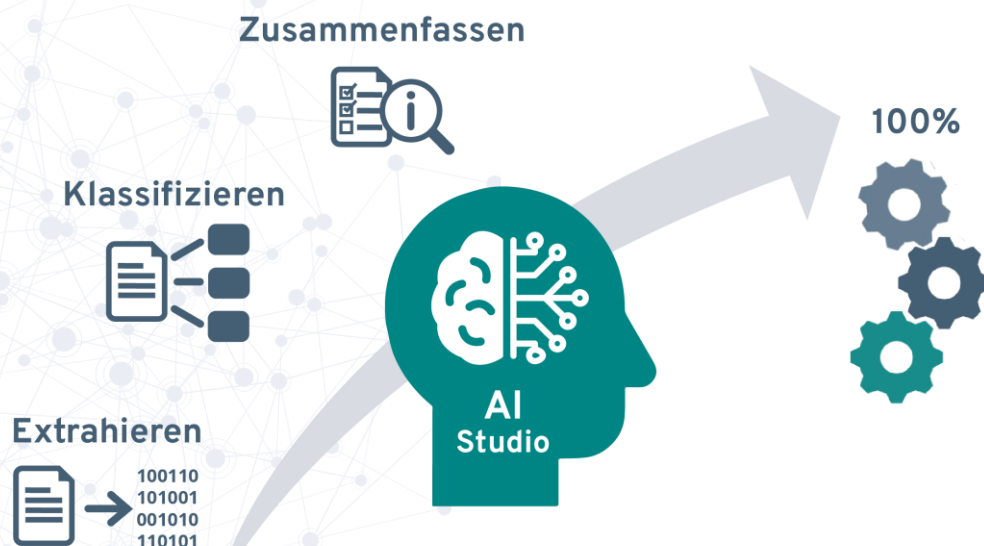 Zusammenfassen
i
100%
Klassifizieren
AI
Studio
Extrahieren
100110
101001
001010
110101